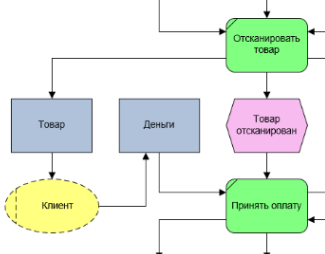 Отсканировать
товар
Товар
Деньги
Товар
отсканирован
Клиент
Принять оплату